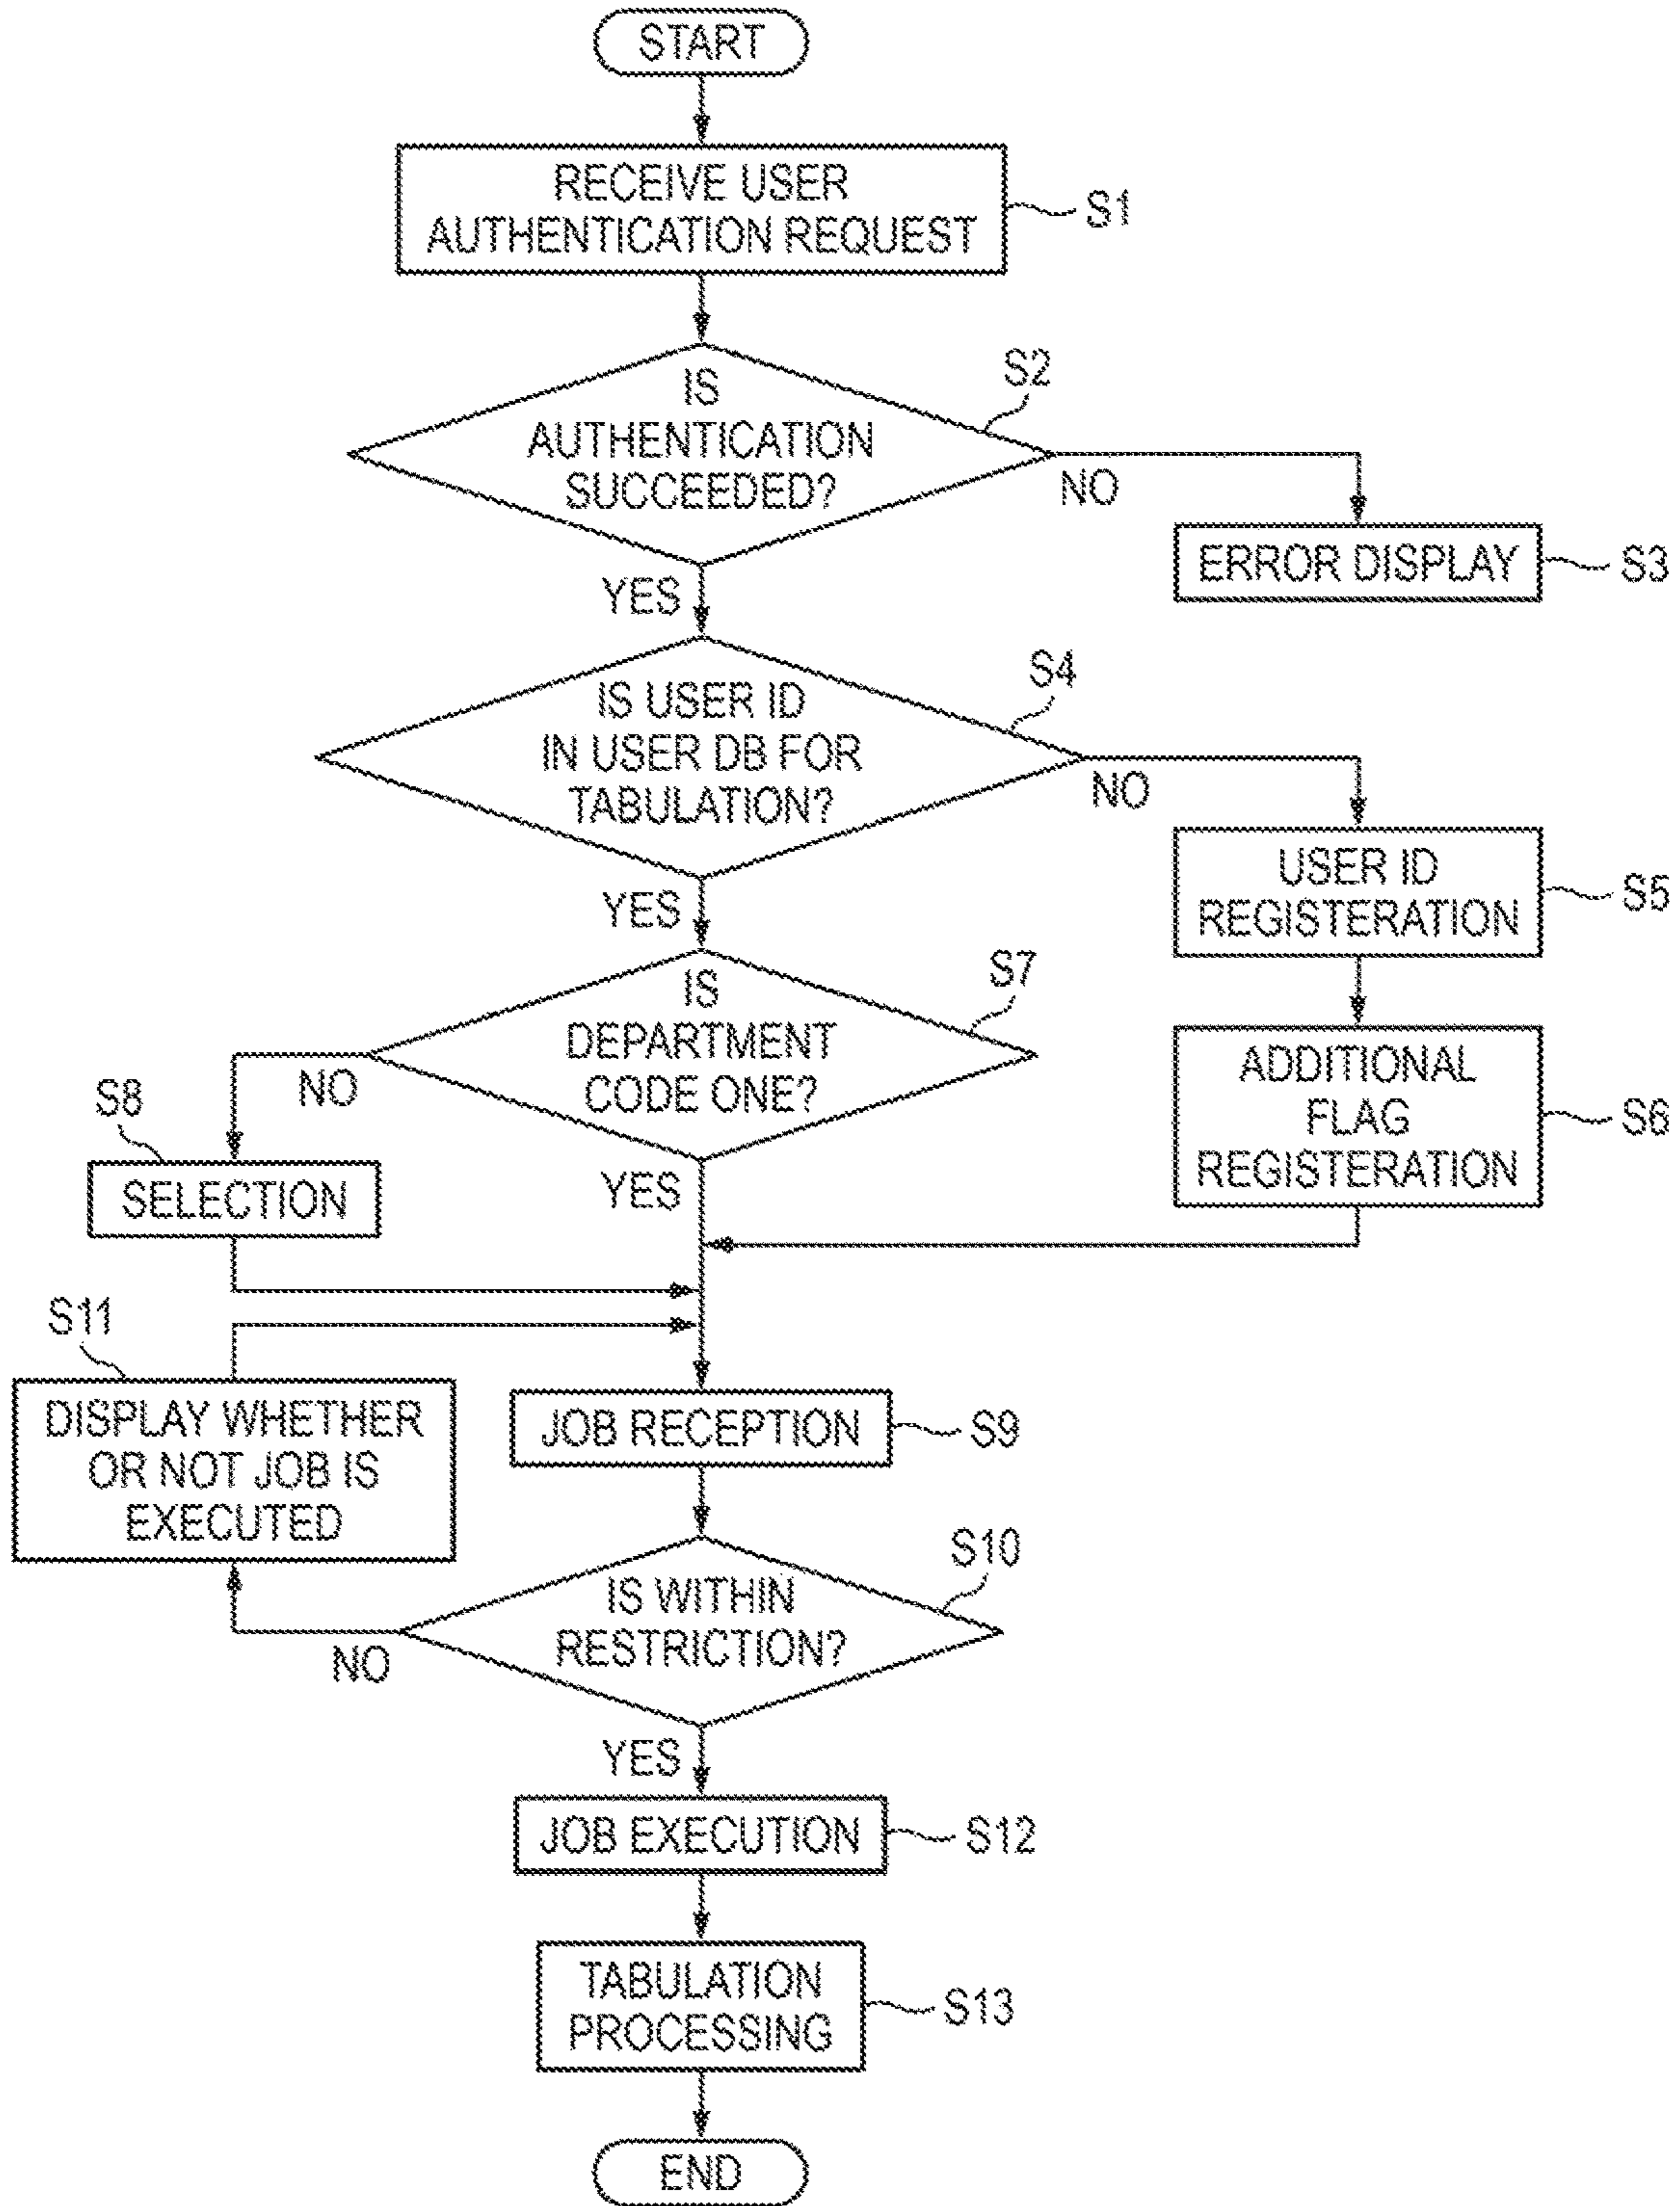 START
RECEIVE USER
AUTHENTICATION REQUEST
S1
IS
AUTHENTICATION
SUCCEEDED?
S2
NO
ERROR DISPLAY
S3
YES
IS USER ID
IN USER DB FOR
TABULATION?
S4
NO
USER ID
REGISTERATION
S5
YES
IS
DEPARTMENT
CODE ONE?
S7
NO
ADDITIONAL
FLAG
REGISTERATION
S6
S8
SELECTION
YES
S11
DISPLAY WHETHER
OR NOT JOB IS
EXECUTED
JOB RECEPTION
S9
IS WITHIN
RESTRICTION?
S10
NO
YES
JOB EXECUTION
S12
TABULATION
PROCESSING
S13
END